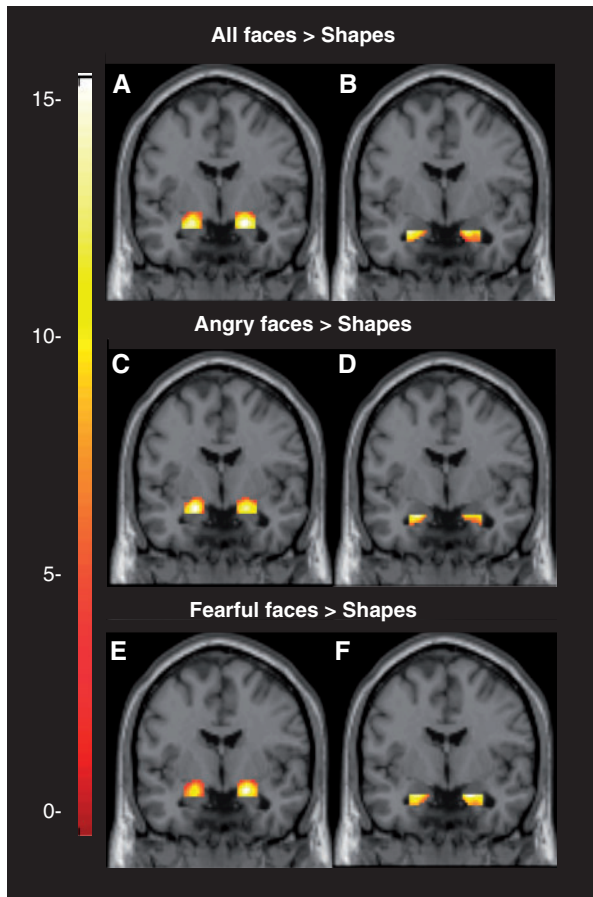 All faces > Shapes
A
B
15-
Angry faces > Shapes
10-
C
D
5-
Fearful faces > Shapes
E
F
0-